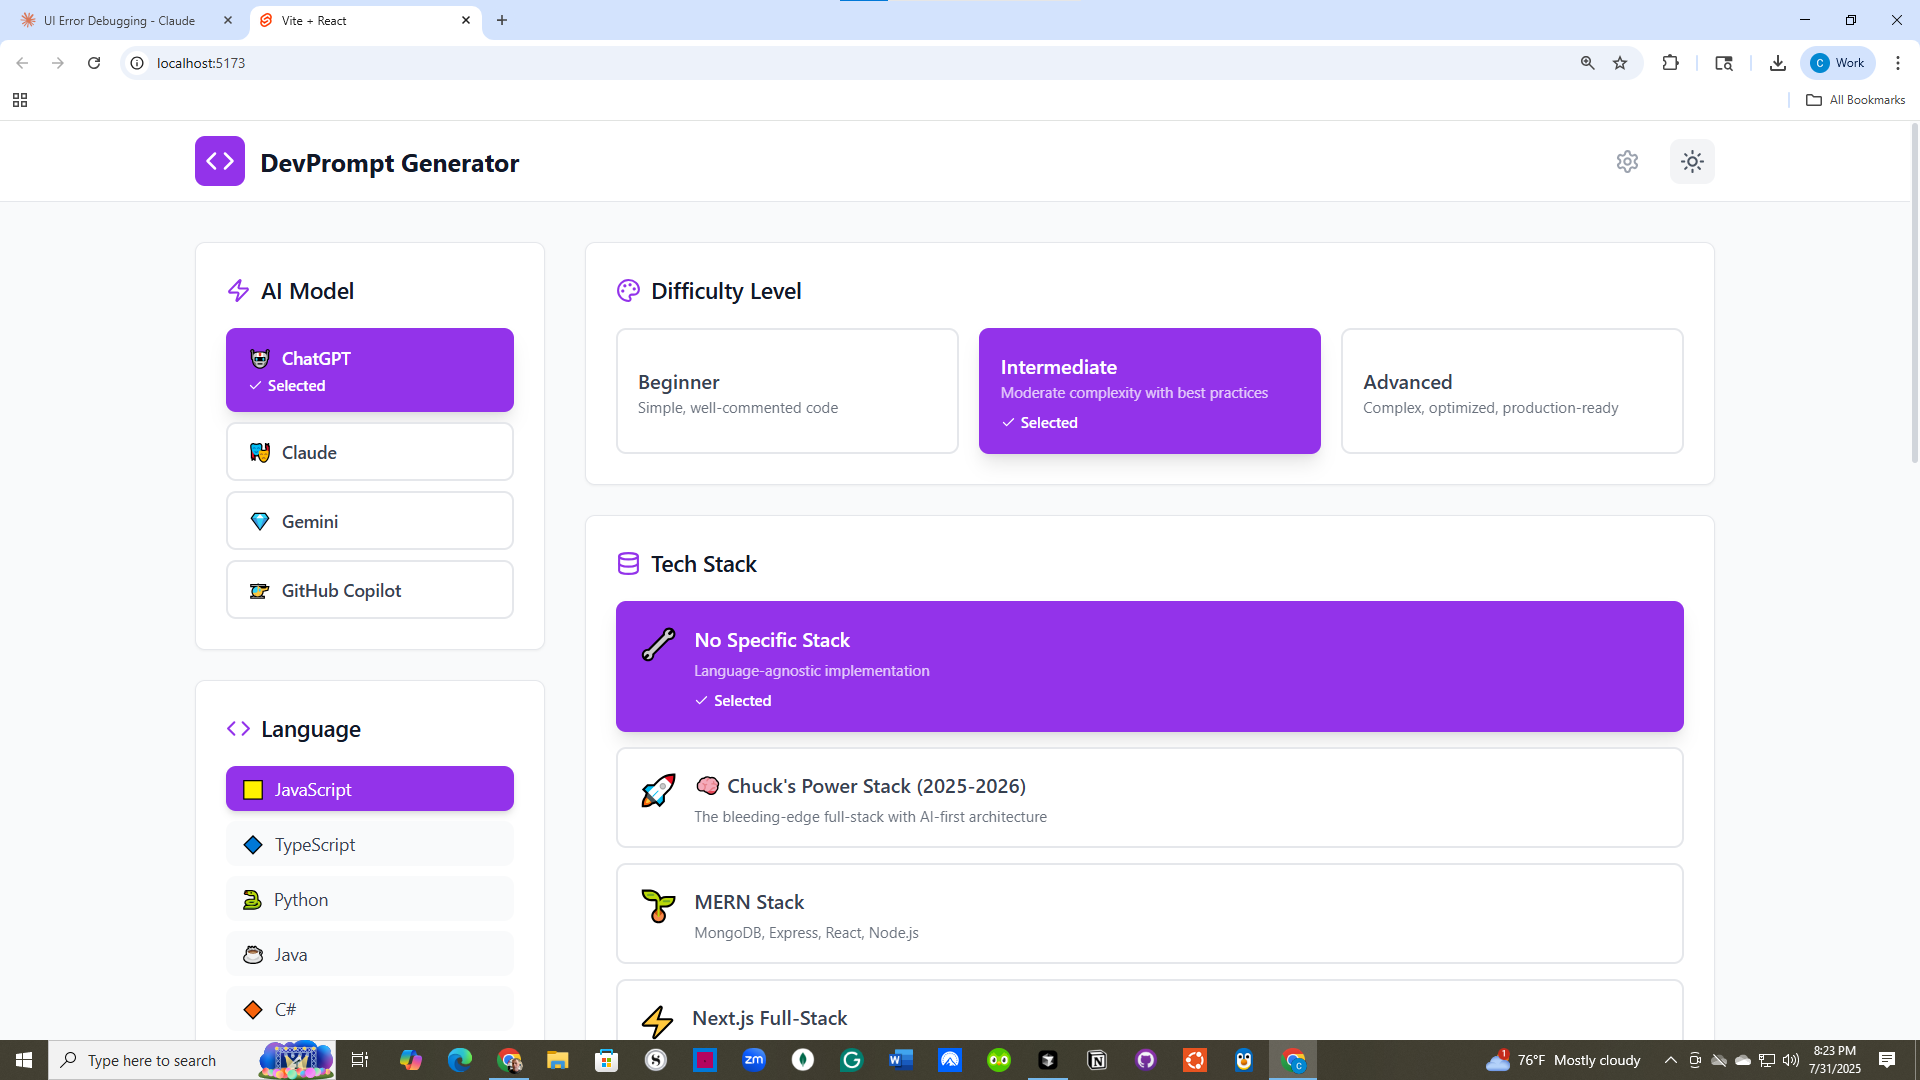 UI Error Debugging - Claude
Vite + React
localhost:5173
Work
All Bookmarks
DevPrompt Generator
AI Model
ChatGPT
Selected
Claude
Gemini
GitHub Copilot
Language
JavaScript
TypeScript
Python
Java
C#
Difficulty Level
Beginner
Simple, well-commented code
Intermediate
Moderate complexity with best practices
Selected
Advanced
Complex, optimized, production-ready
Tech Stack
No Specific Stack
Language-agnostic implementation
Selected
Chuck's Power Stack (2025-2026)
The bleeding-edge full-stack with AI-first architecture
MERN Stack
MongoDB, Express, React, Node.js
Next.js Full-Stack
Type here to search
zm
1
76°F Mostly cloudy
8:23 PM
7/31/2025